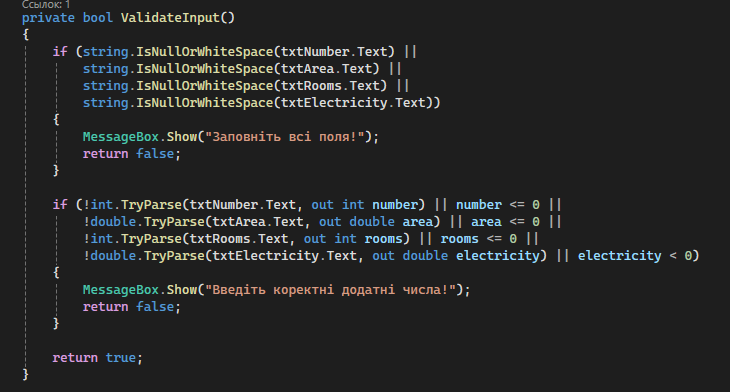 Ссылок: 1
private bool ValidateInput()
{
if (string.IsNullOrWhiteSpace(txtNumber.Text) ||
string.IsNullOrWhiteSpace(txtArea.Text) ||
string.IsNullOrWhiteSpace(txtRooms.Text) ||
string.IsNullOrWhiteSpace(txtElectricity.Text))
{
MessageBox.Show("Заповніть всі поля!");
return false;
}
if (!int.TryParse(txtNumber.Text, out int number) || number <= 0 ||
!double.TryParse(txtArea.Text, out double area) || area <= 0 ||
!int.TryParse(txtRooms.Text, out int rooms) || rooms <= 0 ||
!double.TryParse(txtElectricity.Text, out double electricity) || electricity < 0)
{
MessageBox.Show("Введіть коректні додатні числа!");
return false;
}
return true;
}